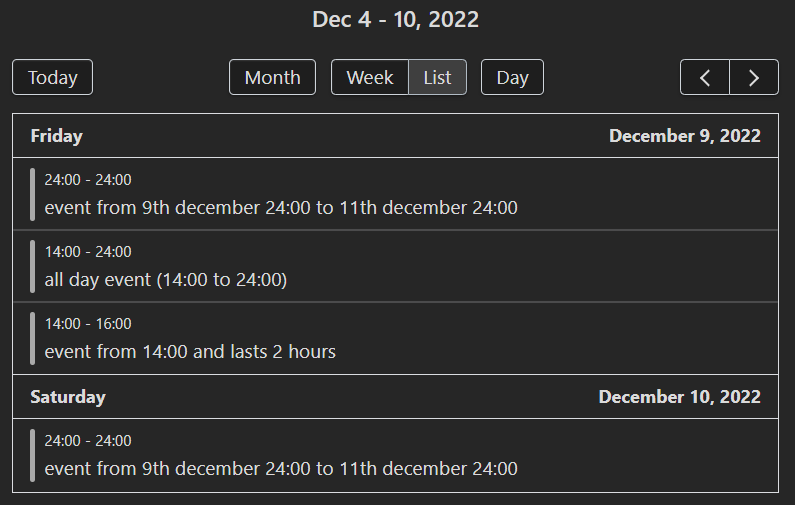 Dec 4 - 10, 2022
Today Month Week List Day
Friday December 9, 2022
24:00 - 24:00
event from 9th december 24:00 to 11th december 24:00
14:00 - 24:00
all day event (14:00 to 24:00)
14:00 - 16:00
event from 14:00 and lasts 2 hours
Saturday December 10, 2022
24:00 - 24:00
event from 9th december 24:00 to 11th december 24:00